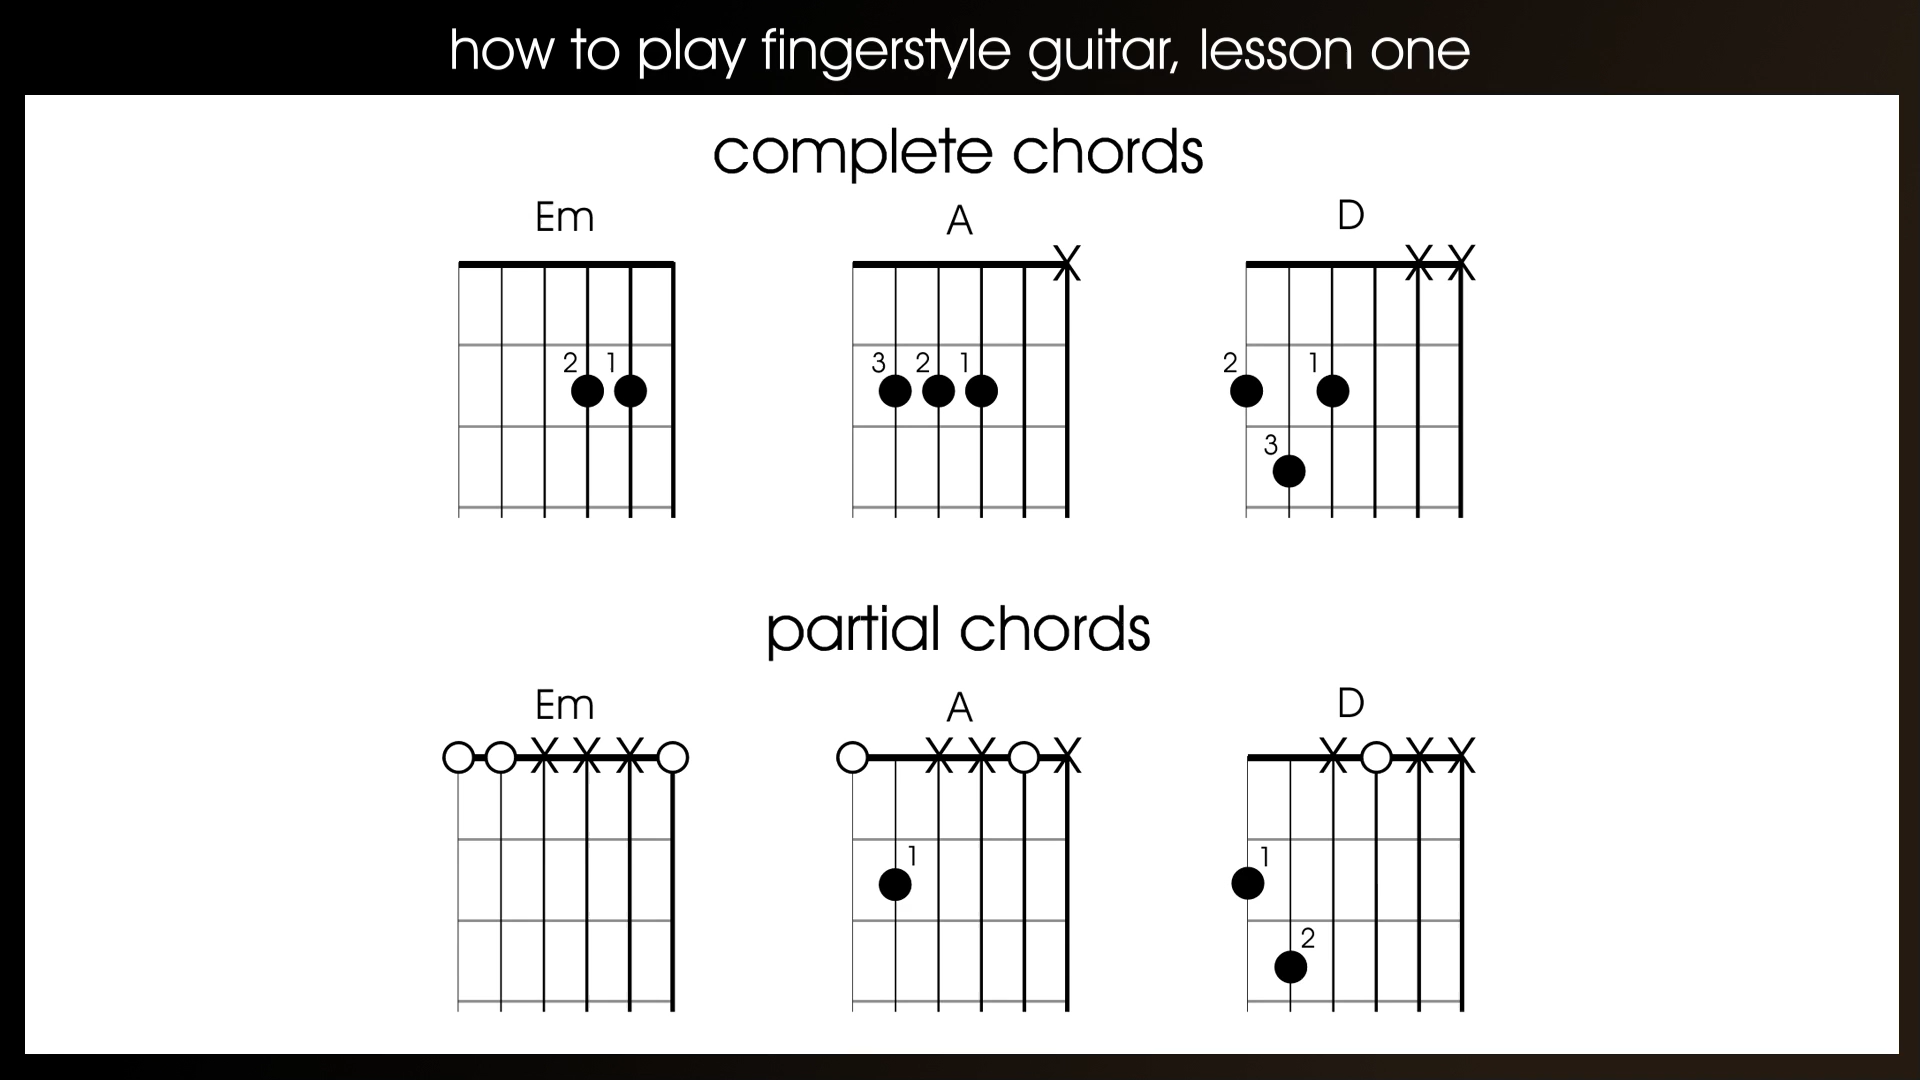 how to play fingerstyle guitar, lesson one
complete chords
Em A D
X X X
2 1 3 2 1 2 1
3
partial chords
Em A D
X X X X X X X X X
1 1
2